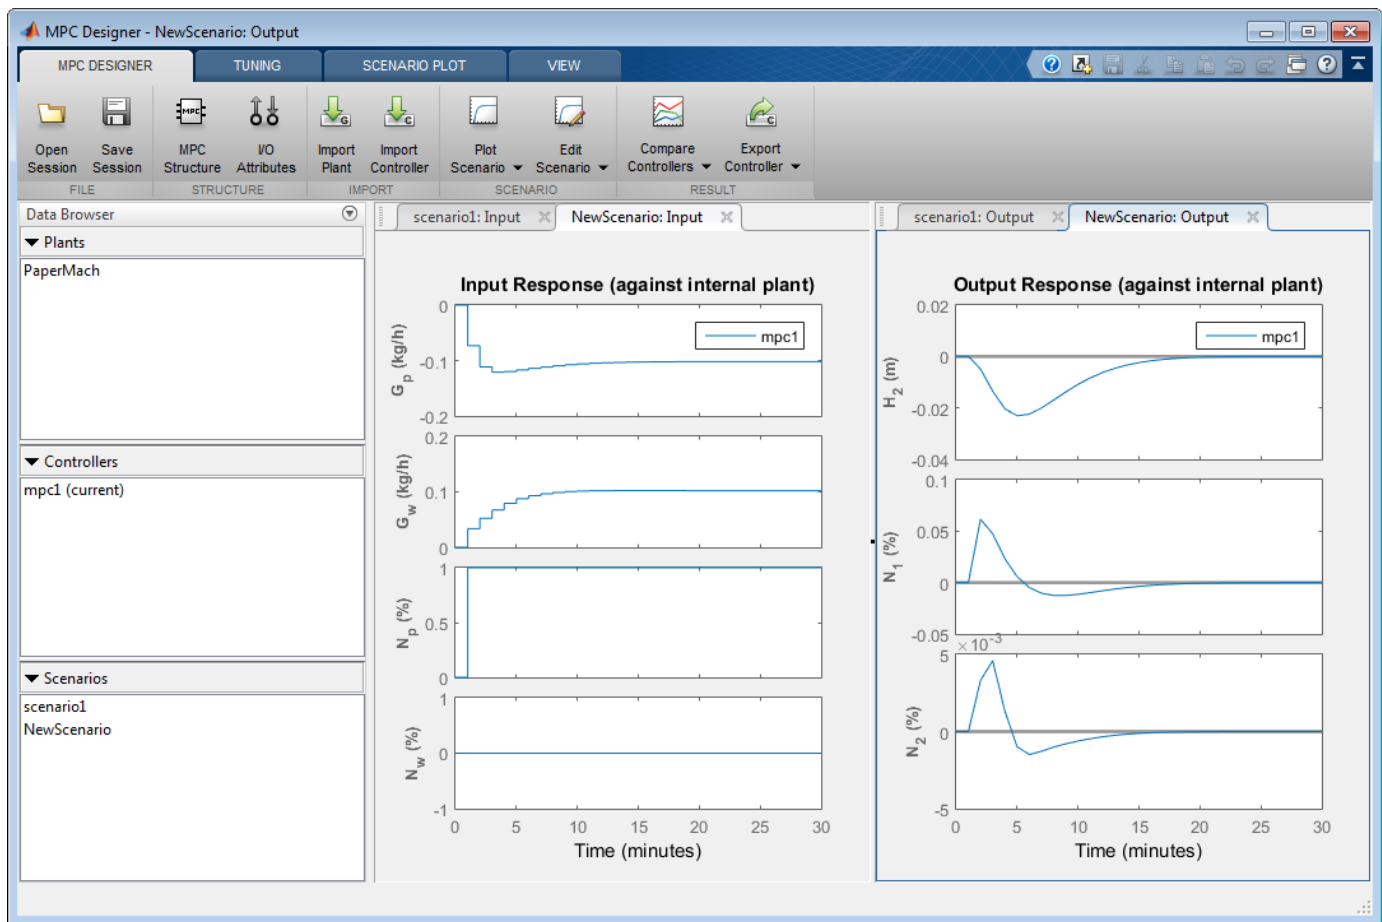 MPC Designer - NewScenario: Output
MPC DESIGNER TUNING SCENARIO PLOT VIEW
MPC G C
Open Session
Save Session
MPC Structure
I/O Attributes
Import Plant
Import Controller
Plot Scenario
Edit Scenario
Compare Controllers
Export Controller
FILE STRUCTURE IMPORT SCENARIO RESULT
Data Browser
Plants
PaperMach
Controllers
mpc1 (current)
Scenarios
scenario1
NewScenario
scenario1: Input NewScenario: Input
Input Response (against internal plant)
mpc1
G_p (kg/h)
0
-0.1
-0.2
G_w (kg/h)
0.2
0.1
0
N_p (%)
1
0.5
0
N_w (%)
1
0
-1
0 5 10 15 20 25 30
Time (minutes)
scenario1: Output NewScenario: Output
Output Response (against internal plant)
mpc1
H_2 (m)
0.02
0
-0.02
-0.04
N_1 (%)
0.1
0.05
0
-0.05
×10^-3
N_2 (%)
5
0
-5
0 5 10 15 20 25 30
Time (minutes)